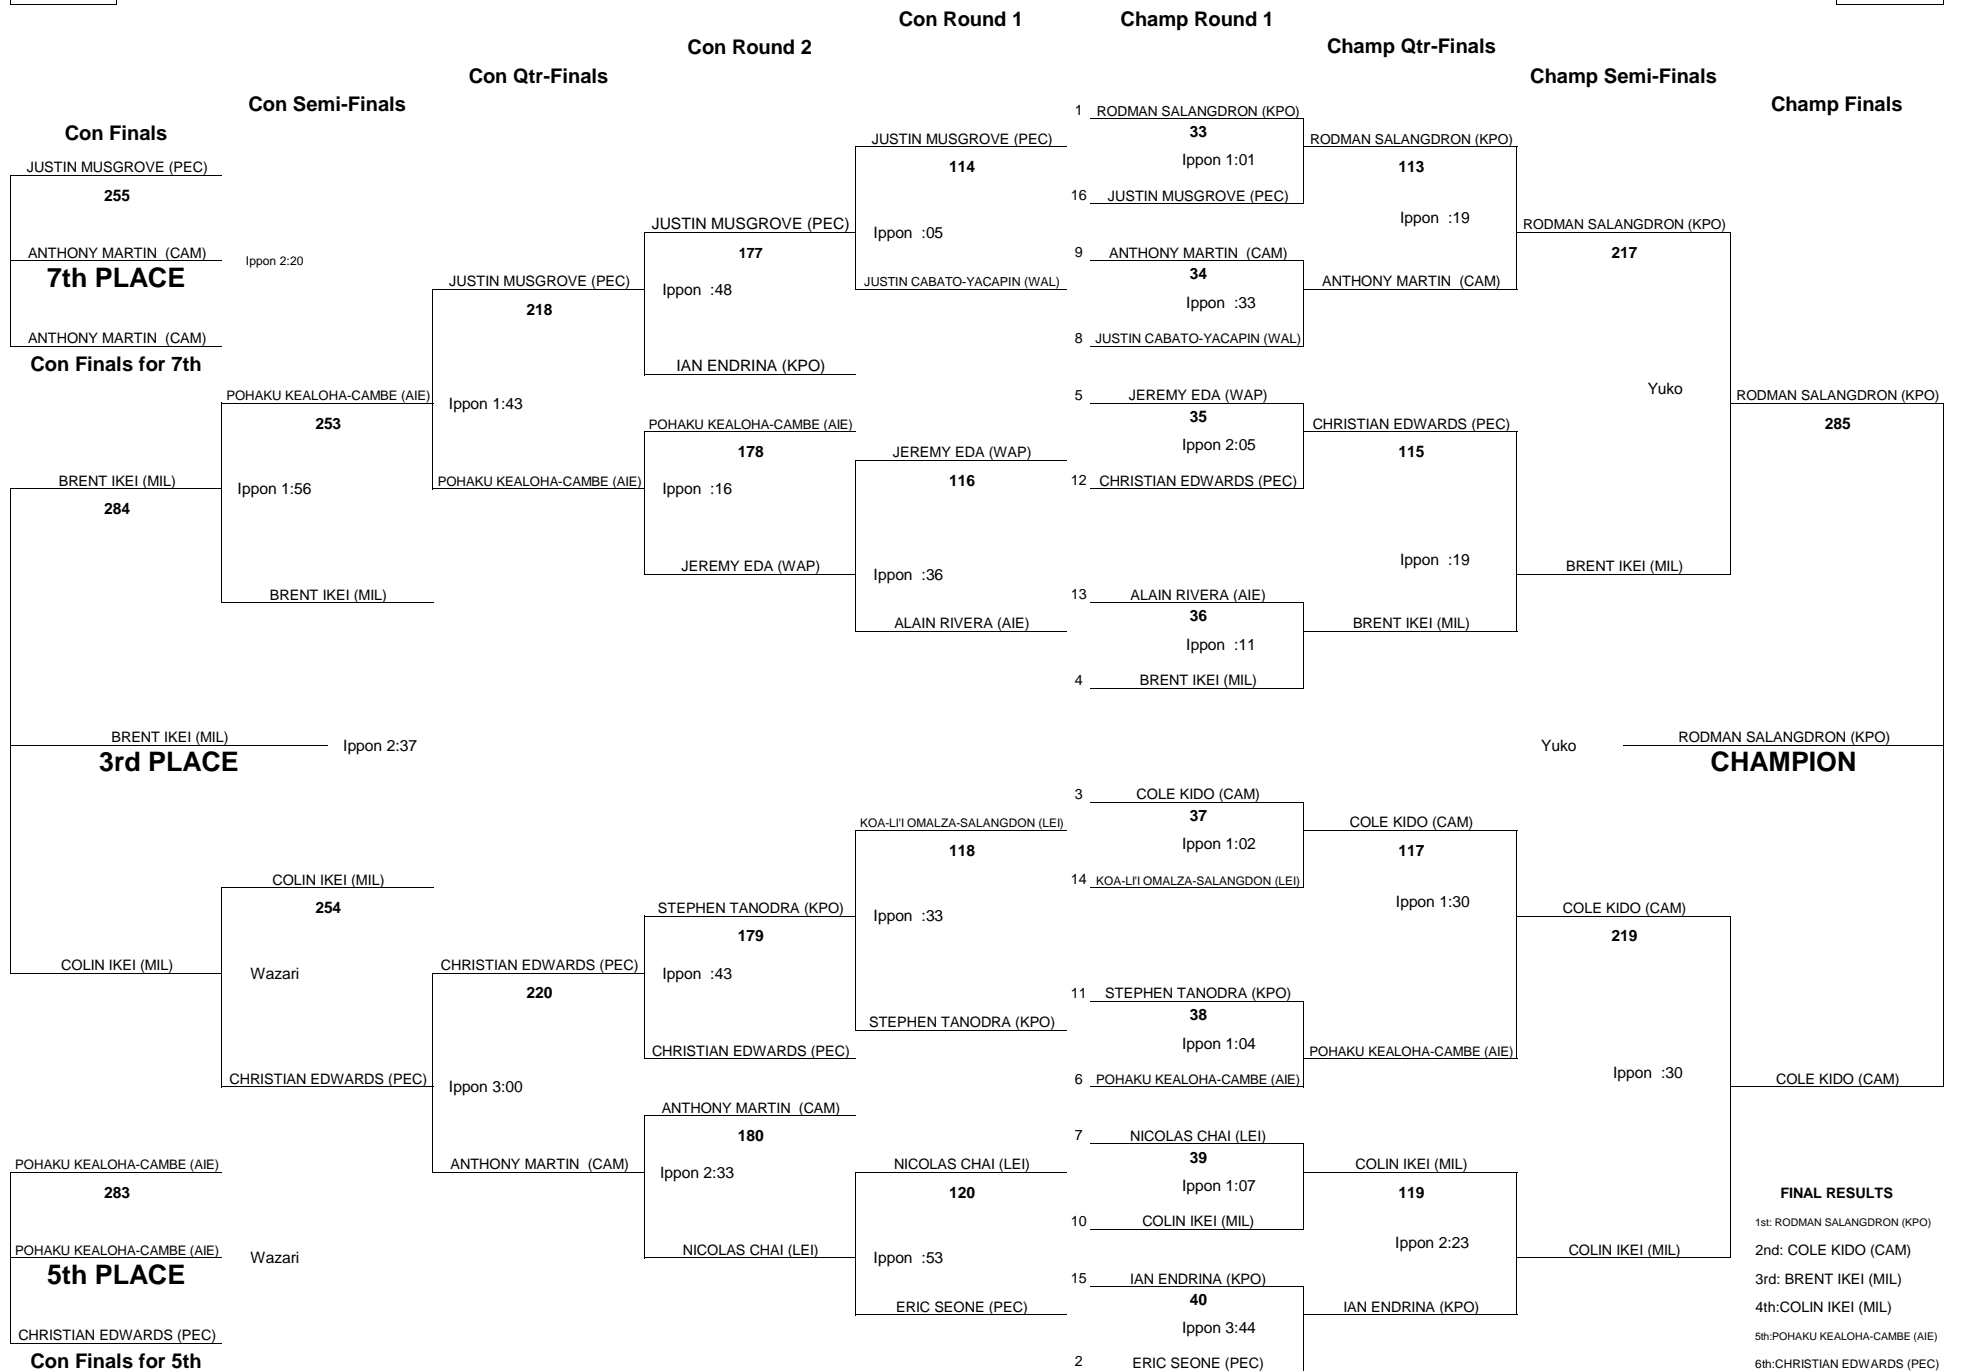 Con Round 1
Champ Round 1
Con Round 2
Champ Qtr-Finals
Con Qtr-Finals
Champ Semi-Finals
Con Semi-Finals
Champ Finals
Con Finals
JUSTIN MUSGROVE (PEC)
255
ANTHONY MARTIN (CAM)
Ippon 2:20
7th PLACE
ANTHONY MARTIN (CAM)
Con Finals for 7th
BRENT IKEI (MIL)
284
BRENT IKEI (MIL)
Ippon 2:37
3rd PLACE
COLIN IKEI (MIL)
POHAKU KEALOHA-CAMBE (AIE)
283
POHAKU KEALOHA-CAMBE (AIE)
Wazari
5th PLACE
CHRISTIAN EDWARDS (PEC)
Con Finals for 5th
POHAKU KEALOHA-CAMBE (AIE)
253
Ippon 1:56
BRENT IKEI (MIL)
COLIN IKEI (MIL)
254
Wazari
CHRISTIAN EDWARDS (PEC)
JUSTIN MUSGROVE (PEC)
218
Ippon 1:43
POHAKU KEALOHA-CAMBE (AIE)
CHRISTIAN EDWARDS (PEC)
220
Ippon 3:00
ANTHONY MARTIN (CAM)
JUSTIN MUSGROVE (PEC)
177
Ippon :48
IAN ENDRINA (KPO)
POHAKU KEALOHA-CAMBE (AIE)
178
Ippon :16
JEREMY EDA (WAP)
STEPHEN TANODRA (KPO)
179
Ippon :43
CHRISTIAN EDWARDS (PEC)
ANTHONY MARTIN (CAM)
180
Ippon 2:33
NICOLAS CHAI (LEI)
JUSTIN MUSGROVE (PEC)
114
Ippon :05
JUSTIN CABATO-YACAPIN (WAL)
JEREMY EDA (WAP)
116
Ippon :36
ALAIN RIVERA (AIE)
KOA-LI'I OMALZA-SALANGDON (LEI)
118
Ippon :33
STEPHEN TANODRA (KPO)
NICOLAS CHAI (LEI)
120
Ippon :53
ERIC SEONE (PEC)
1 RODMAN SALANGDRON (KPO)
33
Ippon 1:01
16 JUSTIN MUSGROVE (PEC)
9 ANTHONY MARTIN (CAM)
34
Ippon :33
8 JUSTIN CABATO-YACAPIN (WAL)
5 JEREMY EDA (WAP)
35
Ippon 2:05
12 CHRISTIAN EDWARDS (PEC)
13 ALAIN RIVERA (AIE)
36
Ippon :11
4 BRENT IKEI (MIL)
3 COLE KIDO (CAM)
37
Ippon 1:02
14 KOA-LI'I OMALZA-SALANGDON (LEI)
11 STEPHEN TANODRA (KPO)
38
Ippon 1:04
6 POHAKU KEALOHA-CAMBE (AIE)
7 NICOLAS CHAI (LEI)
39
Ippon 1:07
10 COLIN IKEI (MIL)
15 IAN ENDRINA (KPO)
40
Ippon 3:44
2 ERIC SEONE (PEC)
RODMAN SALANGDRON (KPO)
113
Ippon :19
ANTHONY MARTIN (CAM)
CHRISTIAN EDWARDS (PEC)
115
Ippon :19
BRENT IKEI (MIL)
COLE KIDO (CAM)
117
Ippon 1:30
POHAKU KEALOHA-CAMBE (AIE)
COLIN IKEI (MIL)
119
Ippon 2:23
IAN ENDRINA (KPO)
RODMAN SALANGDRON (KPO)
217
Yuko
BRENT IKEI (MIL)
COLE KIDO (CAM)
219
Ippon :30
COLIN IKEI (MIL)
RODMAN SALANGDRON (KPO)
285
Yuko
RODMAN SALANGDRON (KPO)
CHAMPION
COLE KIDO (CAM)
FINAL RESULTS
1st: RODMAN SALANGDRON (KPO)
2nd: COLE KIDO (CAM)
3rd: BRENT IKEI (MIL)
4th:COLIN IKEI (MIL)
5th:POHAKU KEALOHA-CAMBE (AIE)
6th:CHRISTIAN EDWARDS (PEC)